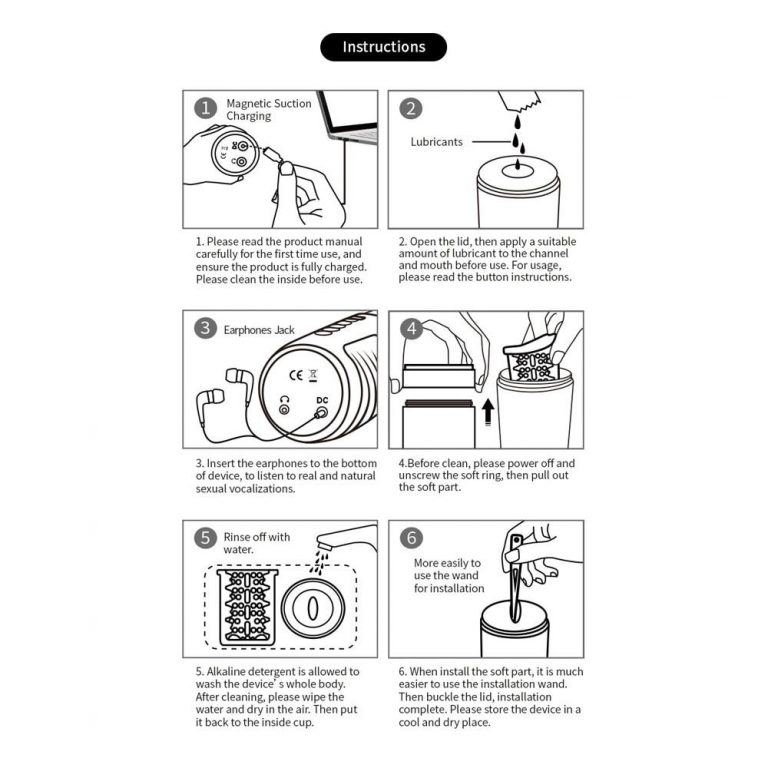 Instructions
1
Magnetic Suction
Charging
DC
CE
2
Lubricants
1. Please read the product manual
carefully for the first time use, and
ensure the product is fully charged.
Please clean the inside before use.
2. Open the lid, then apply a suitable
amount of lubricant to the channel
and mouth before use. For usage,
please read the button instructions.
3
Earphones Jack
CE
DC
4
3. Insert the earphones to the bottom
of device, to listen to real and natural
sexual vocalizations.
4.Before clean, please power off and
unscrew the soft ring, then pull out
the soft part.
5
Rinse off with
water.
6
More easily to
use the wand
for installation
5. Alkaline detergent is allowed to
wash the device's whole body.
After cleaning, please wipe the
water and dry in the air. Then put
it back to the inside cup.
6. When install the soft part, it is much
easier to use the installation wand.
Then buckle the lid, installation
complete. Please store the device in a
cool and dry place.